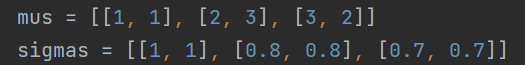 mus = [[1, 1], [2, 3], [3, 2]]
sigmas = [[1, 1], [0.8, 0.8], [0.7, 0.7]]